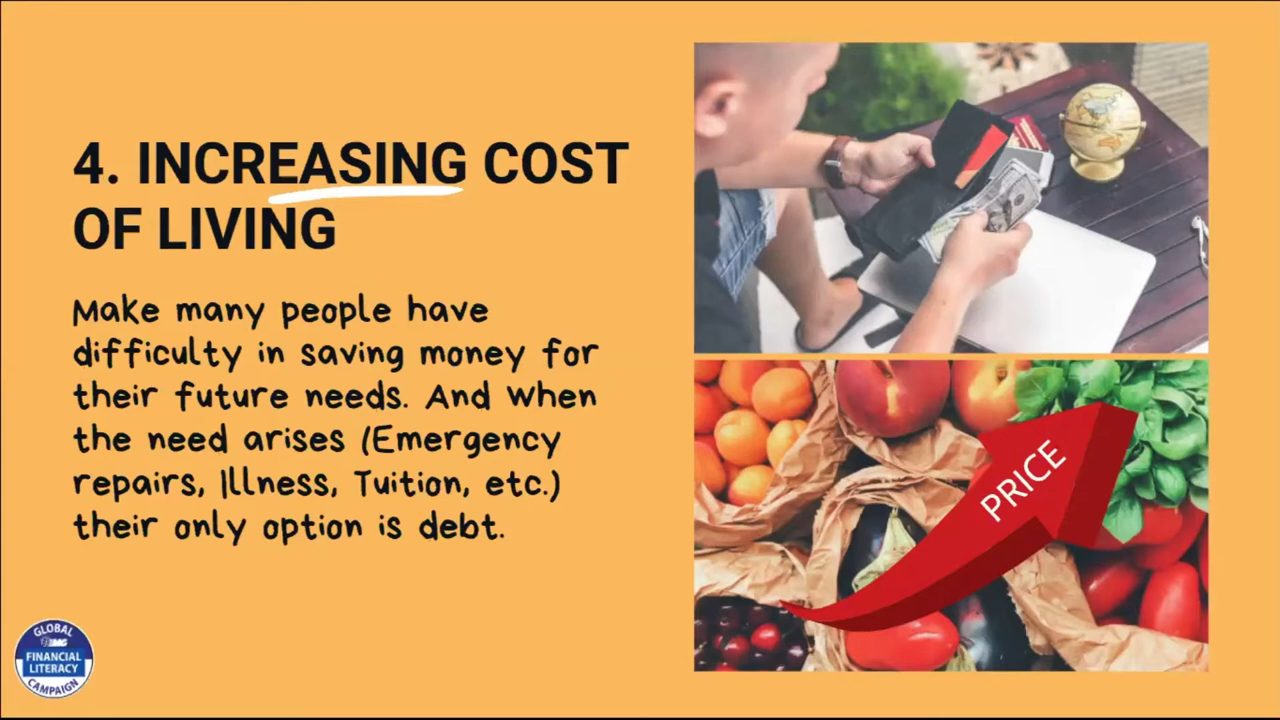 4. INCREASING COST
OF LIVING
Make many people have
difficulty in saving money for
their future needs. And when
the need arises (Emergency
repairs, Illness, Tuition, etc.)
their only option is debt.
PRICE
GLOBAL
IMG
FINANCIAL
LITERACY
CAMPAIGN